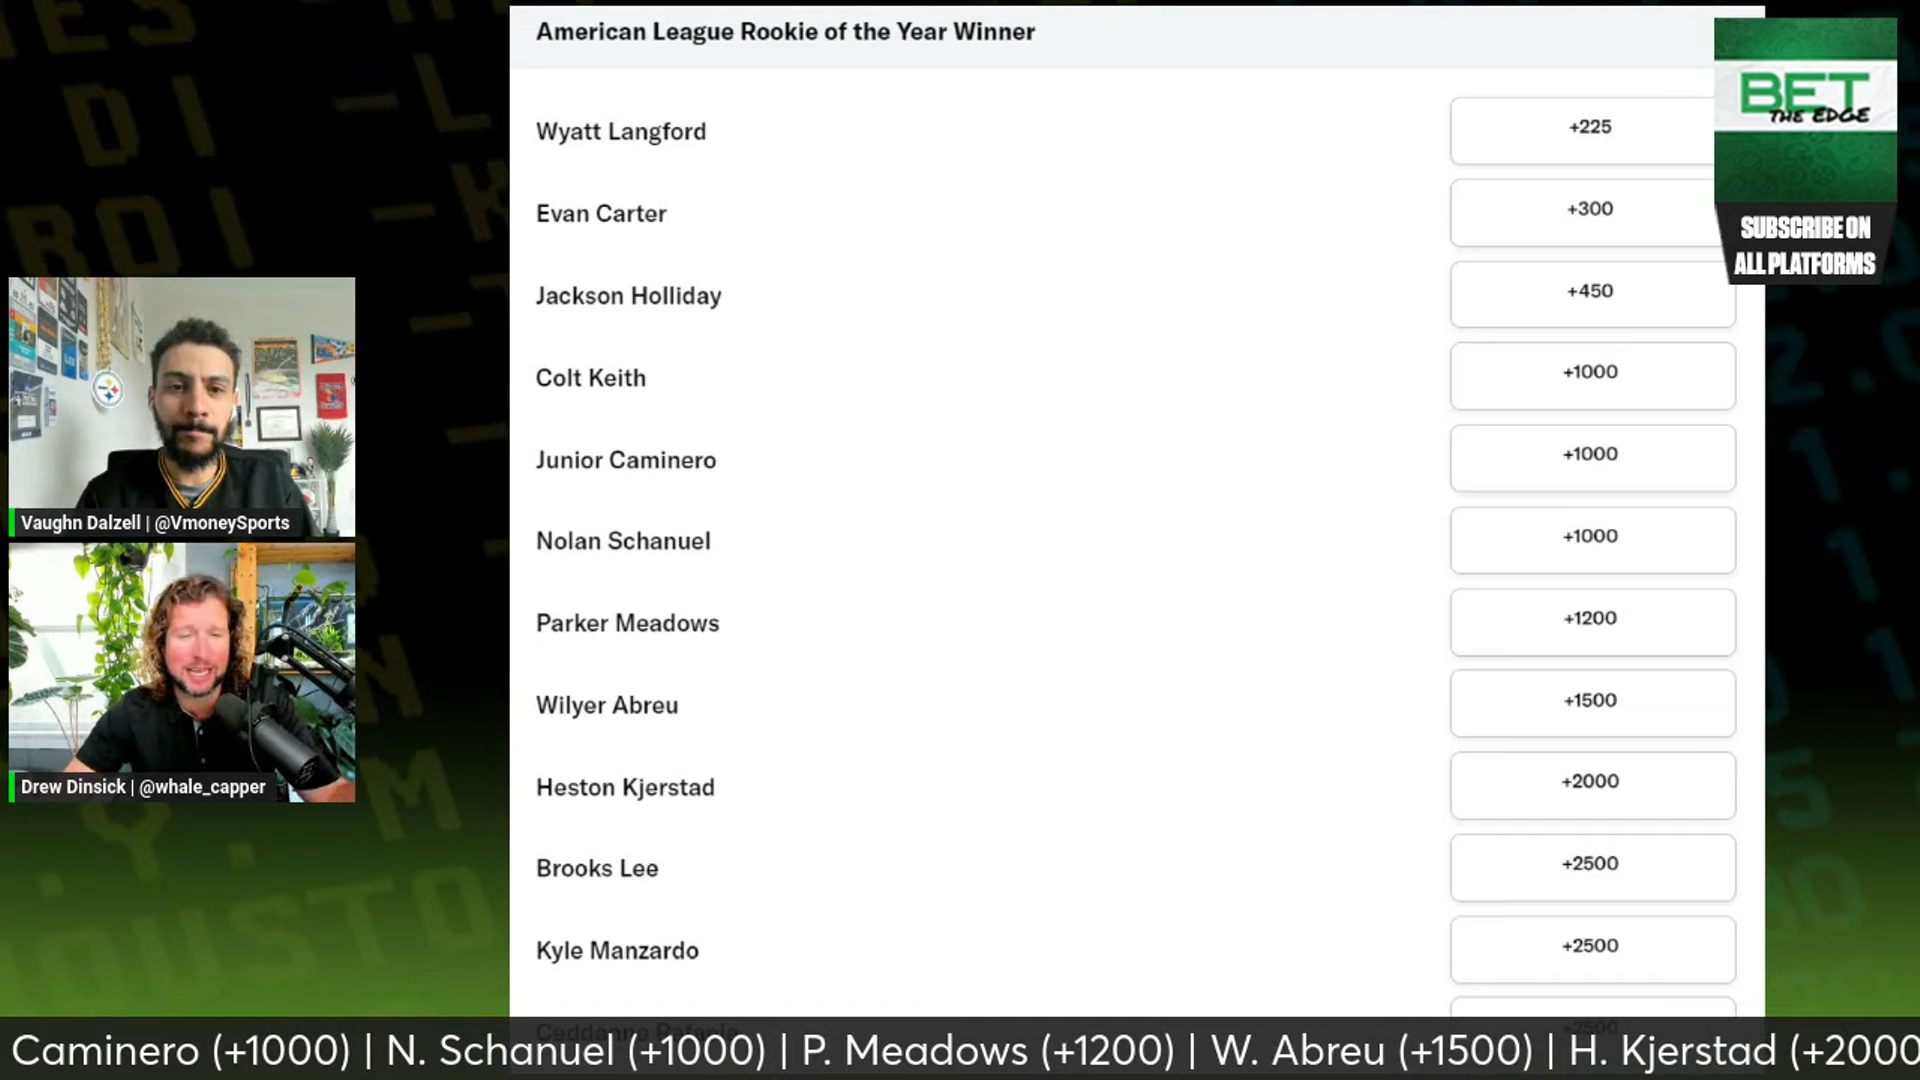 American League Rookie of the Year Winner
Wyatt Langford +225
Evan Carter +300
Jackson Holliday +450
Colt Keith +1000
Junior Caminero +1000
Nolan Schanuel +1000
Parker Meadows +1200
Wilyer Abreu +1500
Heston Kjerstad +2000
Brooks Lee +2500
Kyle Manzardo +2500
Ceddanne Rafaela +2500
BET
THE EDGE
SUBSCRIBE ON
ALL PLATFORMS
Vaughn Dalzell | @VmoneySports
Drew Dinsick | @whale_capper
Caminero (+1000) | N. Schanuel (+1000) | P. Meadows (+1200) | W. Abreu (+1500) | H. Kjerstad (+2000